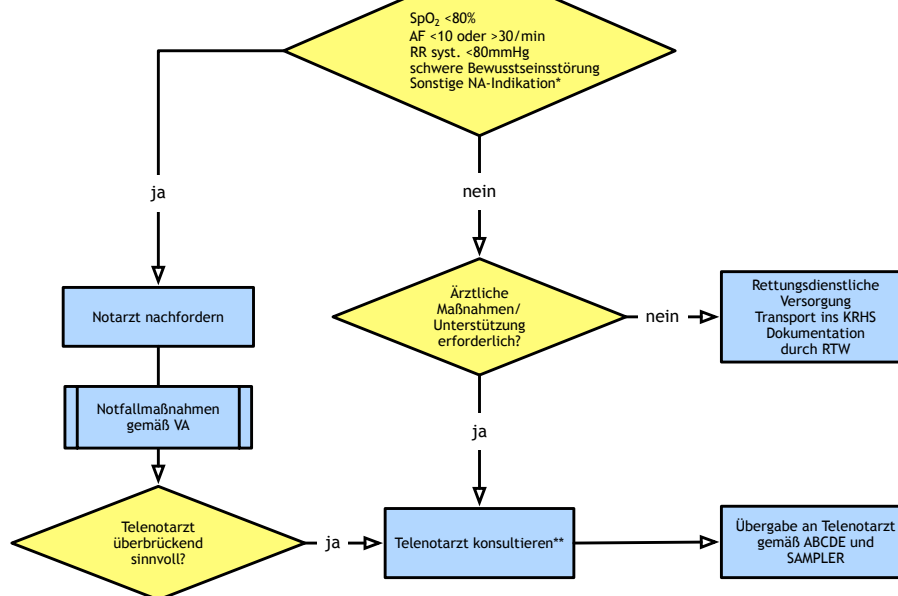 SpO₂ <80%
AF <10 oder >30/min
RR syst. <80mmHg
schwere Bewusstseinsstörung
Sonstige NA-Indikation*
ja
nein
Notarzt nachfordern
Ärztliche
Maßnahmen/
Unterstützung
erforderlich?
nein
Rettungsdienstliche
Versorgung
Transport ins KRHS
Dokumentation
durch RTW
Notfallmaßnahmen
gemäß VA
ja
Telenotarzt
überbrückend
sinnvoll?
ja
Telenotarzt konsultieren**
Übergabe an Telenotarzt
gemäß ABCDE und
SAMPLER